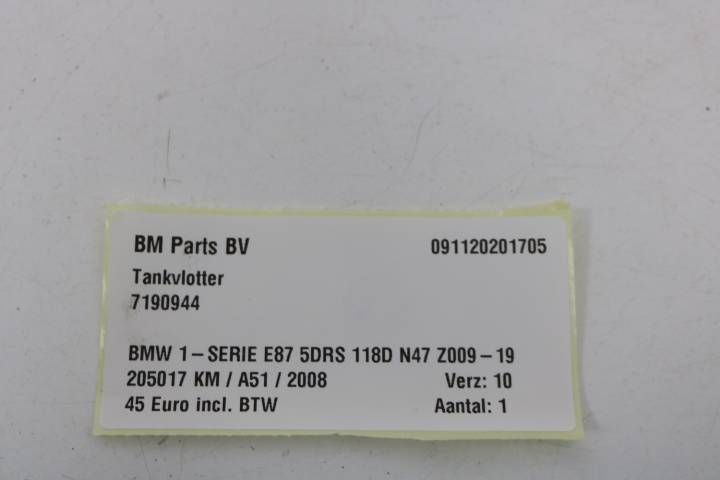 BM Parts BV 091120201705
Tankvlotter
7190944
BMW 1-SERIE E87 5DRS 118D N47 Z009-19
205017 KM / A51 / 2008 Verz: 10
45 Euro incl. BTW Aantal: 1